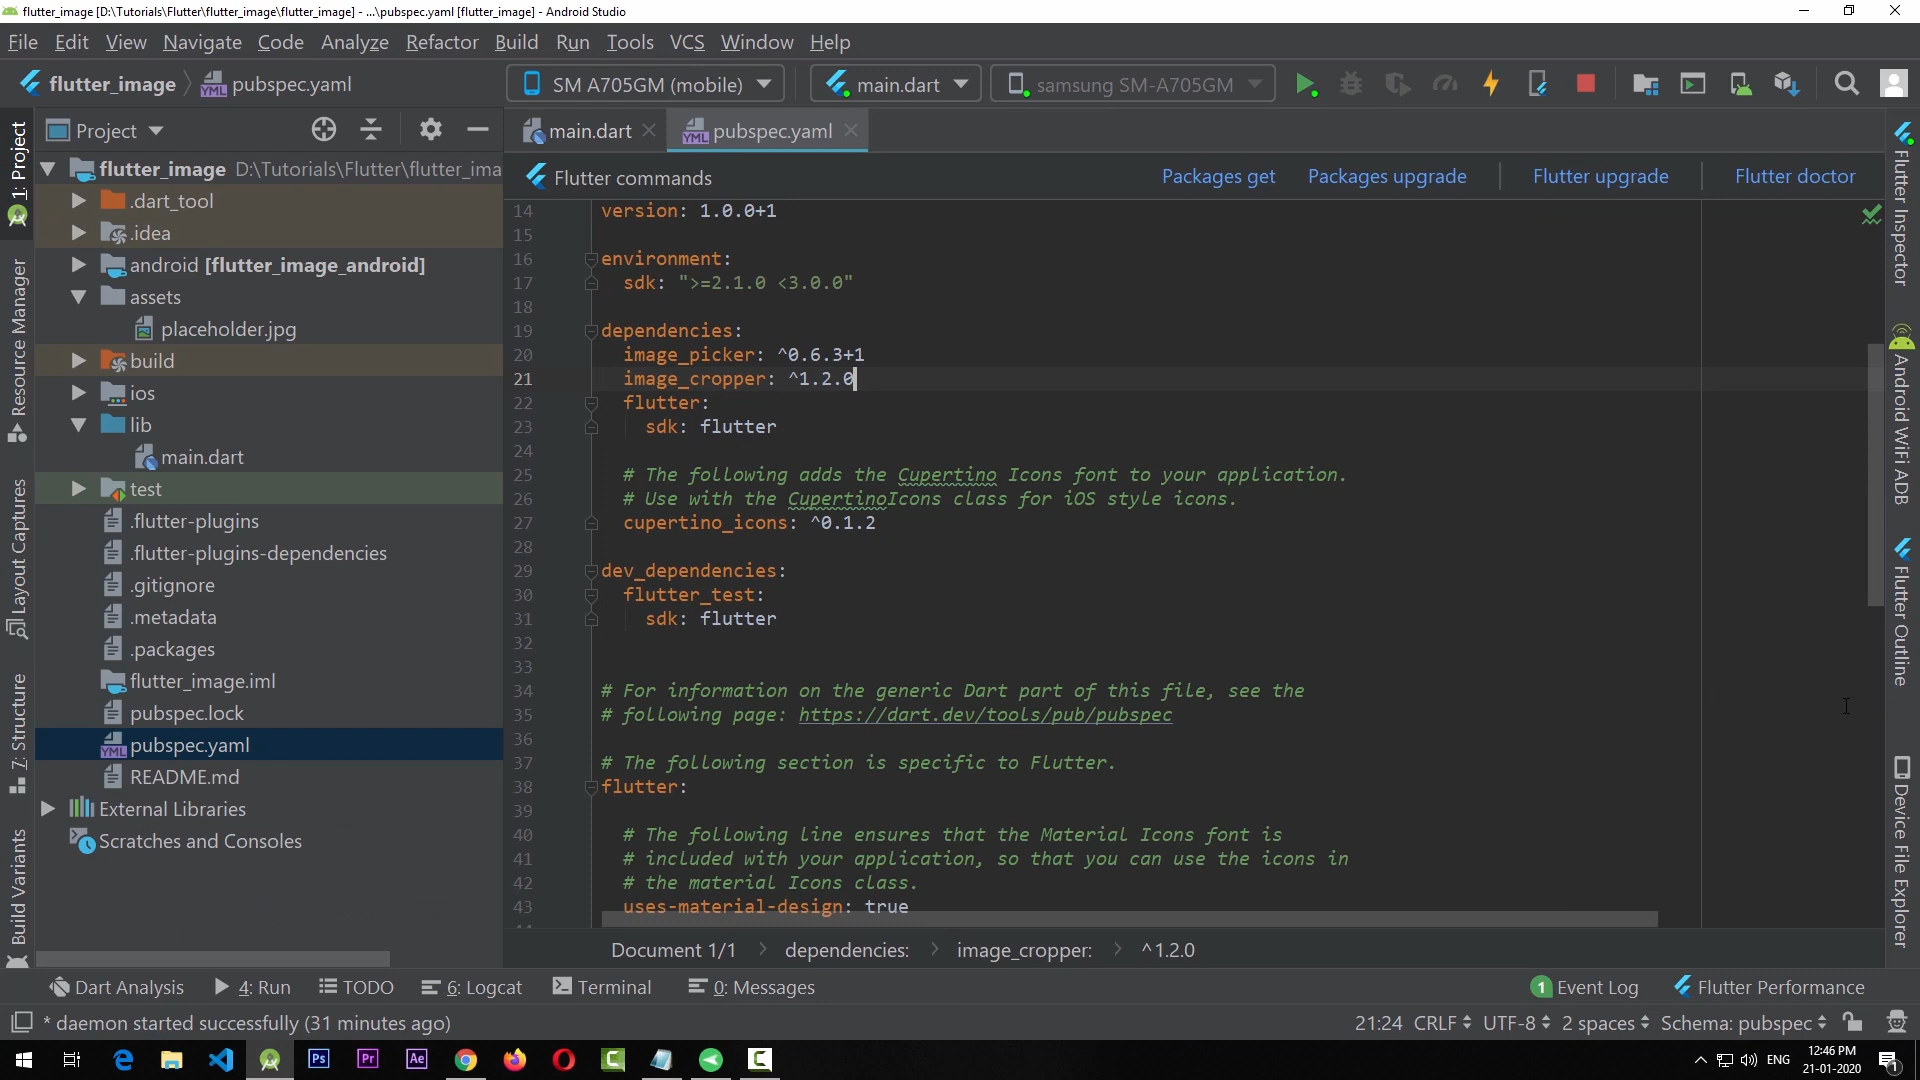 flutter_image [D:\Tutorials\Flutter\flutter_image\flutter_image] - ...\pubspec.yaml [flutter_image] - Android Studio
File Edit View Navigate Code Analyze Refactor Build Run Tools VCS Window Help
flutter_image pubspec.yaml SM A705GM (mobile) main.dart samsung SM-A705GM
Project
main.dart
pubspec.yaml
Flutter commands
Packages get
Packages upgrade
Flutter upgrade
Flutter doctor
flutter_image D:\Tutorials\Flutter\flutter_ima
.dart_tool
.idea
android [flutter_image_android]
assets
placeholder.jpg
build
ios
lib
main.dart
test
.flutter-plugins
.flutter-plugins-dependencies
.gitignore
.metadata
.packages
flutter_image.iml
pubspec.lock
pubspec.yaml
README.md
External Libraries
Scratches and Consoles
1: Project
Resource Manager
Layout Captures
7: Structure
Build Variants
14 version: 1.0.0+1
15
16 environment:
17 sdk: ">=2.1.0 <3.0.0"
18
19 dependencies:
20 image_picker: ^0.6.3+1
21 image_cropper: ^1.2.0
22 flutter:
23 sdk: flutter
24
25 # The following adds the Cupertino Icons font to your application.
26 # Use with the CupertinoIcons class for iOS style icons.
27 cupertino_icons: ^0.1.2
28
29 dev_dependencies:
30 flutter_test:
31 sdk: flutter
32
33
34 # For information on the generic Dart part of this file, see the
35 # following page: https://dart.dev/tools/pub/pubspec
36
37 # The following section is specific to Flutter.
38 flutter:
39
40 # The following line ensures that the Material Icons font is
41 # included with your application, so that you can use the icons in
42 # the material Icons class.
43 uses-material-design: true
Flutter Inspector
Android WiFi ADB
Flutter Outline
Device File Explorer
Document 1/1 dependencies: image_cropper: ^1.2.0
Dart Analysis 4: Run TODO 6: Logcat Terminal 0: Messages 1 Event Log Flutter Performance
* daemon started successfully (31 minutes ago) 21:24 CRLF UTF-8 2 spaces Schema: pubspec
Ps Pr Ae ENG
12:46 PM
21-01-2020
1